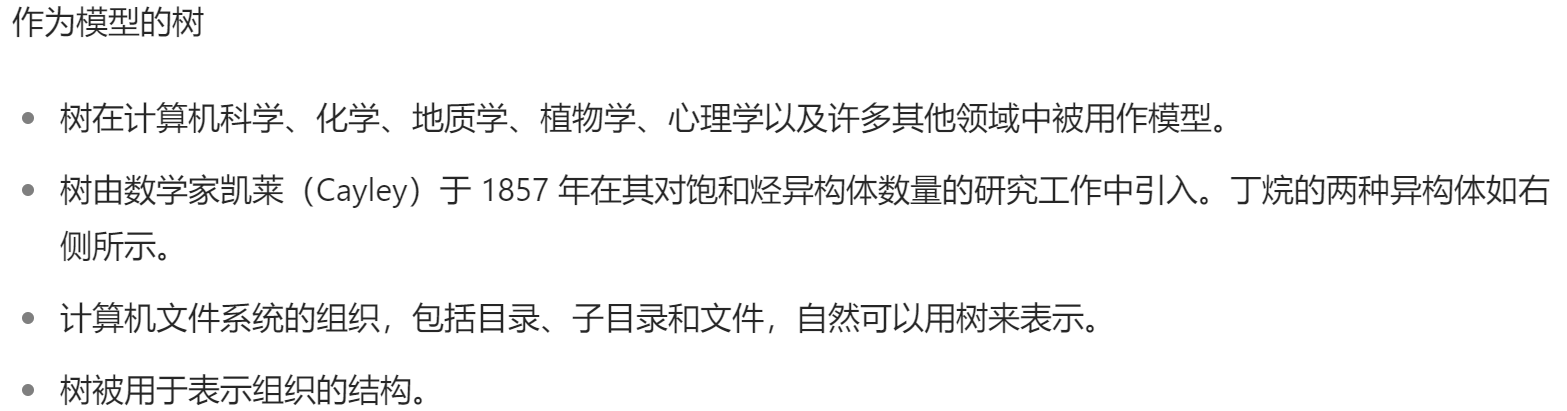 作为模型的树
• 树在计算机科学、化学、地质学、植物学、心理学以及许多其他领域中被用作模型。
• 树由数学家凯莱（Cayley）于 1857 年在其对饱和烃异构体数量的研究工作中引入。丁烷的两种异构体如右
侧所示。
• 计算机文件系统的组织，包括目录、子目录和文件，自然可以用树来表示。
• 树被用于表示组织的结构。